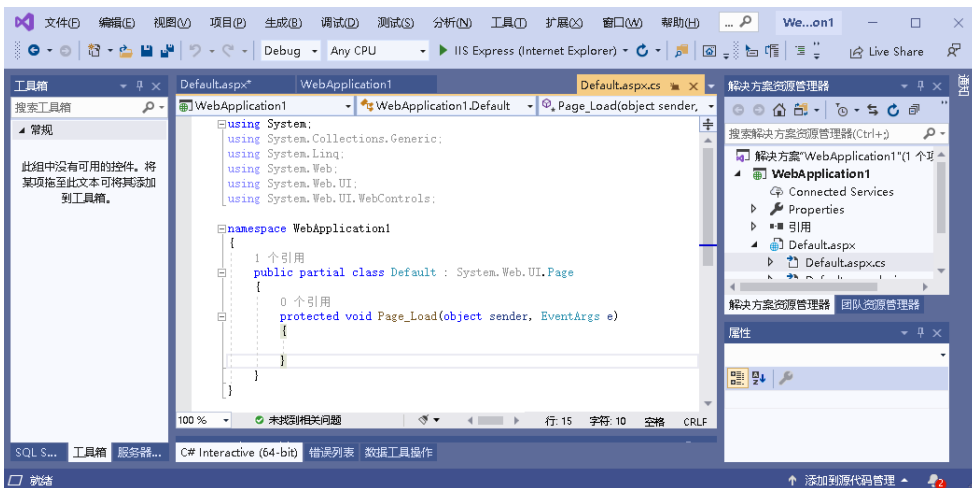 文件(F) 编辑(E) 视图(V) 项目(P) 生成(B) 调试(D) 测试(S) 分析(N) 工具(T) 扩展(X) 窗口(W) 帮助(H) ... We...on1
Debug Any CPU IIS Express (Internet Explorer) Live Share
工具箱
搜索工具箱
常规
此组中没有可用的控件。将
某项拖至此文本可将其添加
到工具箱。
SQL S... 工具箱 服务器...
Default.aspx* WebApplication1 Default.aspx.cs
WebApplication1 WebApplication1.Default Page_Load(object sender,
using System;
using System.Collections.Generic;
using System.Linq;
using System.Web;
using System.Web.UI;
using System.Web.UI.WebControls;
namespace WebApplication1
{
1 个引用
public partial class Default : System.Web.UI.Page
{
0 个引用
protected void Page_Load(object sender, EventArgs e)
{
}
}
}
100 % 未找到相关问题 行: 15 字符: 10 空格 CRLF
C# Interactive (64-bit) 错误列表 数据工具操作
解决方案资源管理器
搜索解决方案资源管理器(Ctrl+;)
解决方案"WebApplication1"(1 个项
WebApplication1
Connected Services
Properties
引用
Default.aspx
Default.aspx.cs
解决方案资源管理器 团队资源管理器
属性
就绪 添加到源代码管理 2